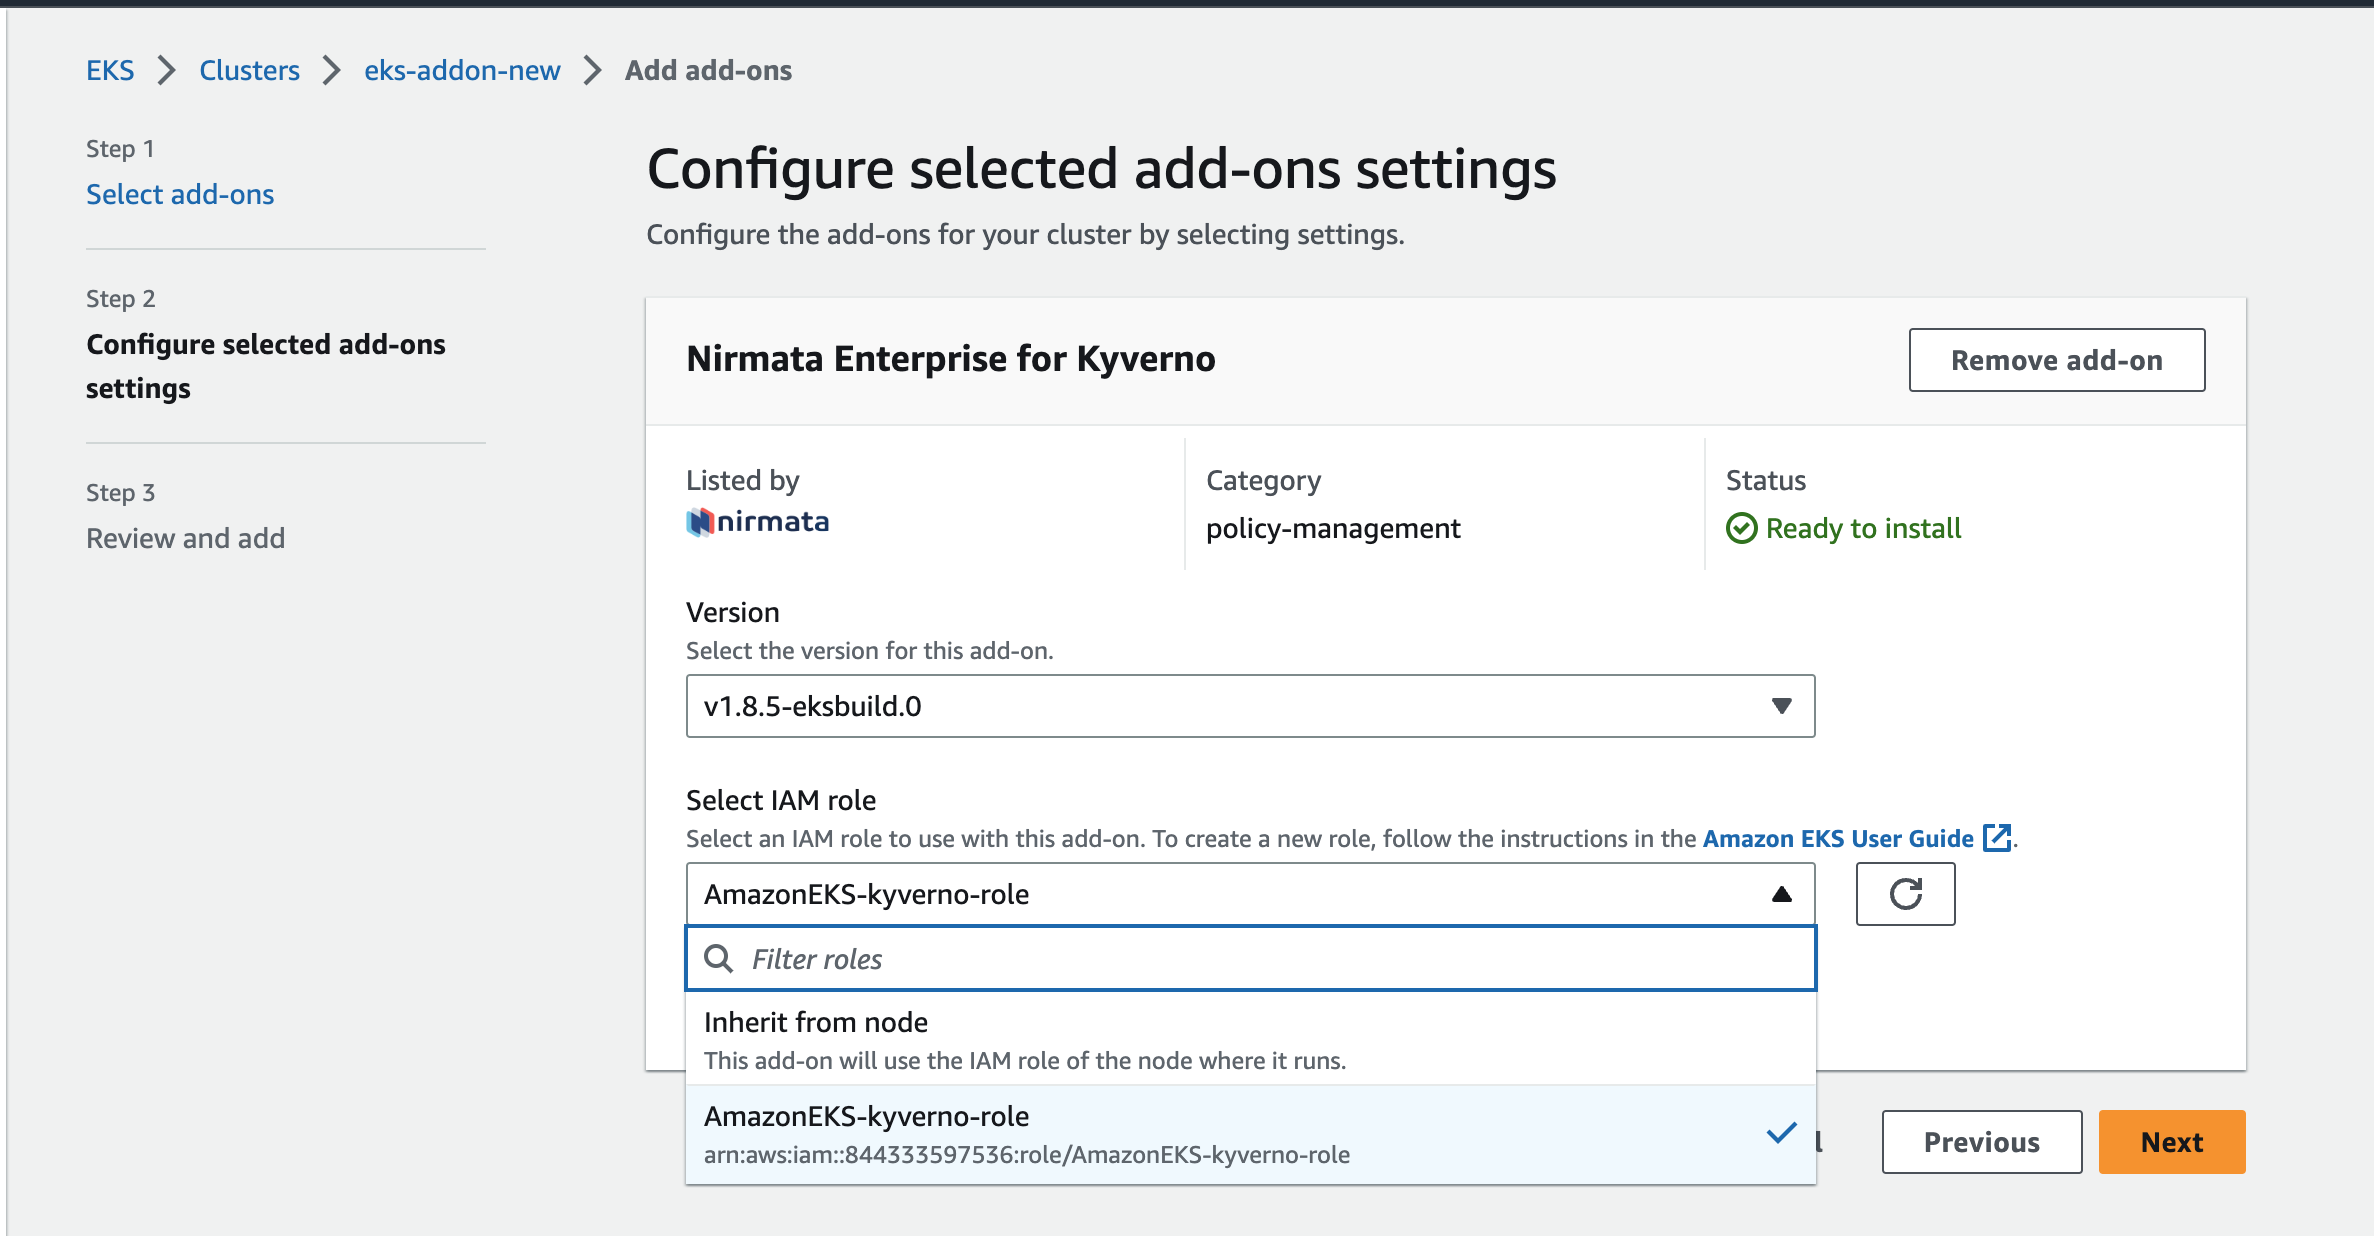 EKS > Clusters > eks-addon-new > Add add-ons
Step 1
Select add-ons
Step 2
Configure selected add-ons
settings
Step 3
Review and add
Configure selected add-ons settings
Configure the add-ons for your cluster by selecting settings.
Nirmata Enterprise for Kyverno
Remove add-on
Listed by
nirmata
Category
policy-management
Status
Ready to install
Version
Select the version for this add-on.
v1.8.5-eksbuild.0
Select IAM role
Select an IAM role to use with this add-on. To create a new role, follow the instructions in the Amazon EKS User Guide.
AmazonEKS-kyverno-role
Filter roles
Inherit from node
This add-on will use the IAM role of the node where it runs.
AmazonEKS-kyverno-role
arn:aws:iam::844333597536:role/AmazonEKS-kyverno-role
Previous
Next